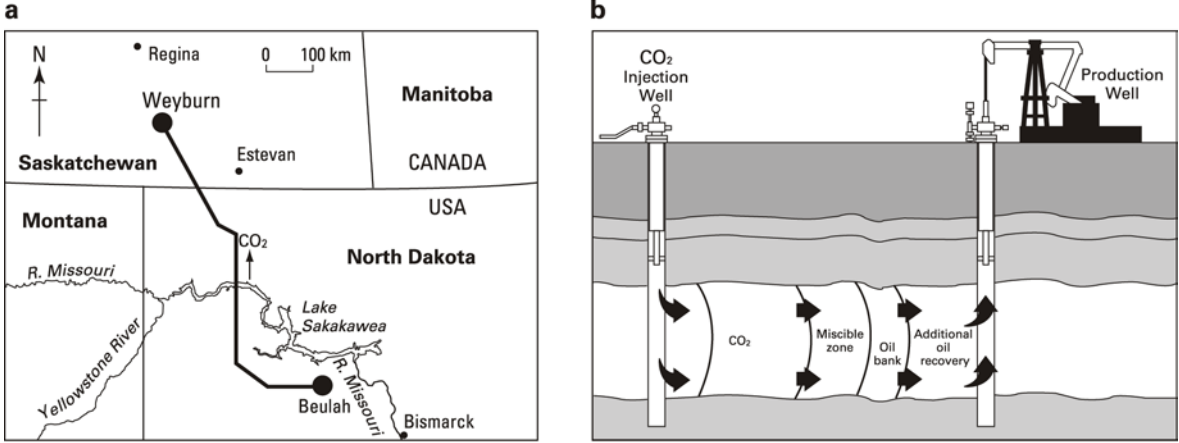 a
N
Regina
0 100 km
Weyburn
Manitoba
Saskatchewan
Estevan
CANADA
USA
Montana
CO₂
North Dakota
R. Missouri
Lake
Sakakawea
Yellowstone River
R. Missouri
Beulah
Bismarck
b
CO₂
Injection
Well
Production
Well
CO₂
Miscible
zone
Oil
bank
Additional
oil
recovery